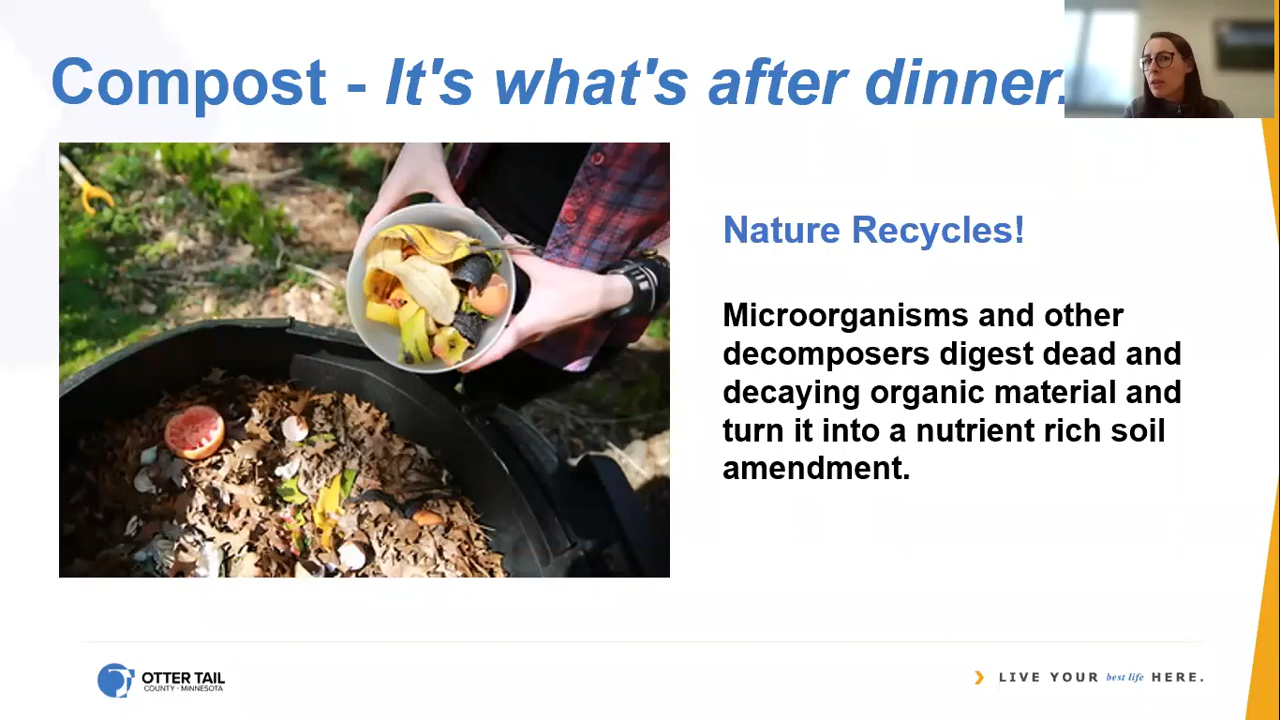 Compost - It's what's after dinner.
Nature Recycles!
Microorganisms and other
decomposers digest dead and
decaying organic material and
turn it into a nutrient rich soil
amendment.
OTTER TAIL
COUNTY · MINNESOTA
LIVE YOUR best life HERE.